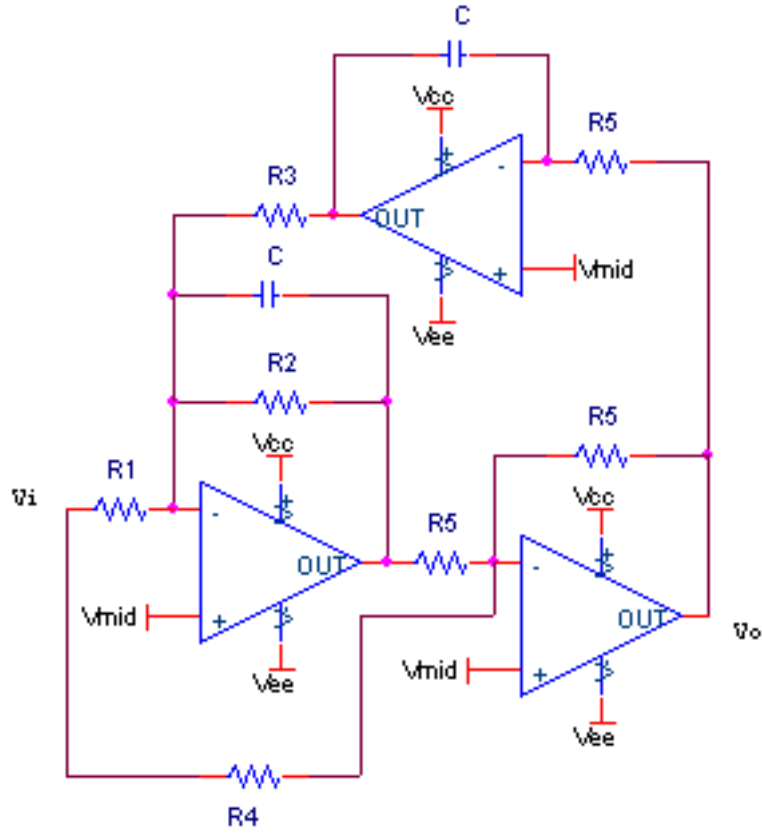 C
Vcc
R5
R3
-
OUT
C
+
Vmid
Vee
R2
R5
Vcc
R1
Vcc
Vi
-
R5
OUT
-
Vmid
+
OUT
Vo
Vmid
+
Vee
Vee
R4